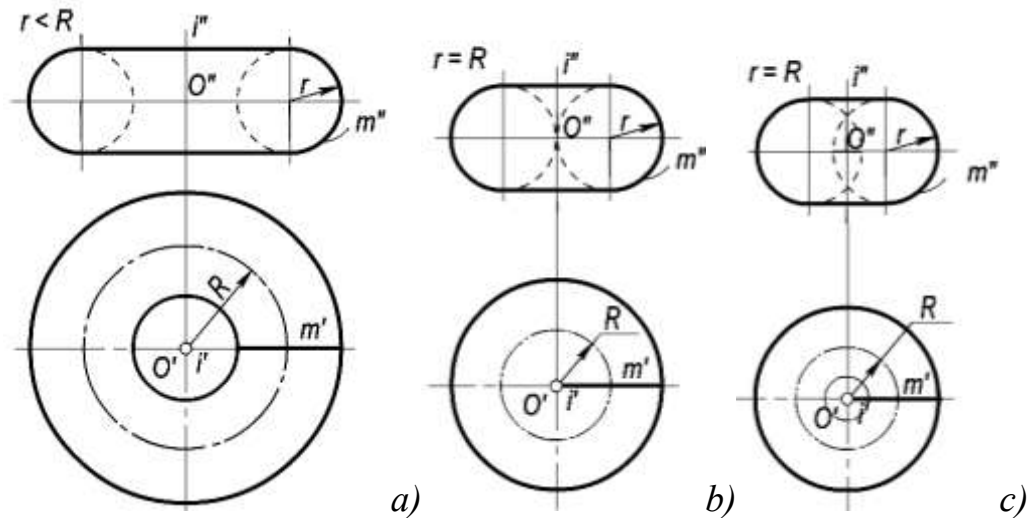 r < R
i"
O"
r
m"
R
m'
O'
i'
a)
r = R
i"
O"
r
m"
R
m'
O'
i'
b)
r = R
i"
O"
r
m"
R
m'
O'
i'
c)